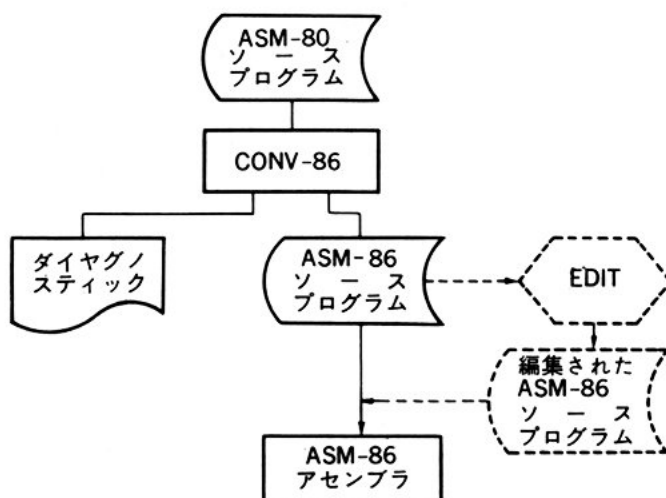 ASM-80
ソース
プログラム
CONV-86
ダイヤグノ
スティック
ASM-86
ソース
プログラム
EDIT
編集された
ASM-86
ソース
プログラム
ASM-86
アセンブラ